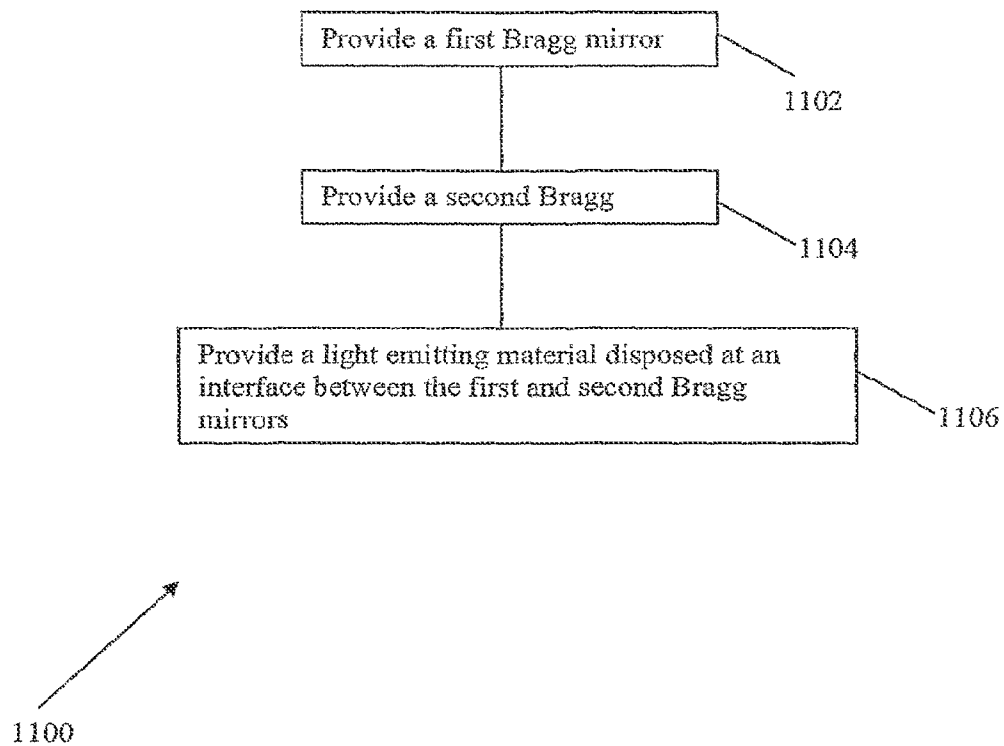 Provide a first Bragg mirror
1102
Provide a second Bragg
1104
Provide a light emitting material disposed at an
interface between the first and second Bragg
mirrors
1106
1100